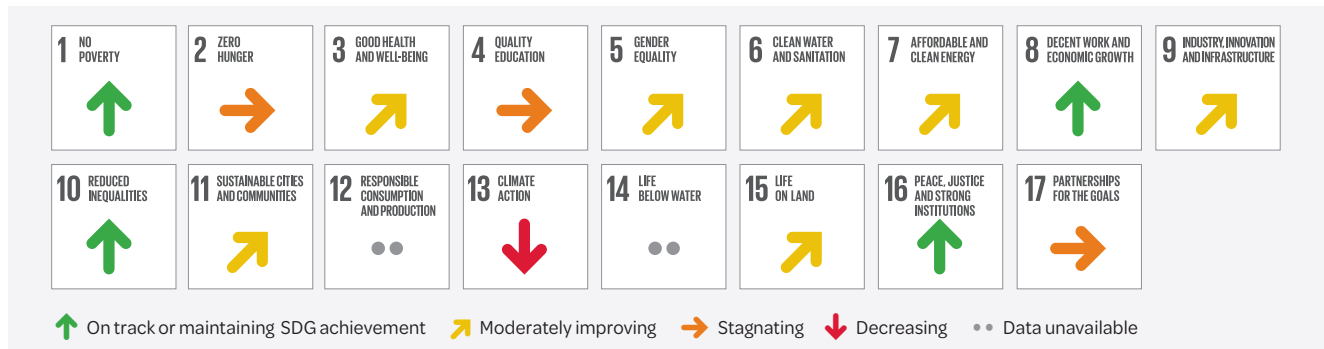 1 NO
POVERTY
2 ZERO
HUNGER
3 GOOD HEALTH
AND WELL-BEING
4 QUALITY
EDUCATION
5 GENDER
EQUALITY
6 CLEAN WATER
AND SANITATION
7 AFFORDABLE AND
CLEAN ENERGY
8 DECENT WORK AND
ECONOMIC GROWTH
9 INDUSTRY, INNOVATION
AND INFRASTRUCTURE
10 REDUCED
INEQUALITIES
11 SUSTAINABLE CITIES
AND COMMUNITIES
12 RESPONSIBLE
CONSUMPTION
AND PRODUCTION
13 CLIMATE
ACTION
14 LIFE
BELOW WATER
15 LIFE
ON LAND
16 PEACE, JUSTICE
AND STRONG
INSTITUTIONS
17 PARTNERSHIPS
FOR THE GOALS
On track or maintaining SDG achievement
Moderately improving
Stagnating
Decreasing
Data unavailable